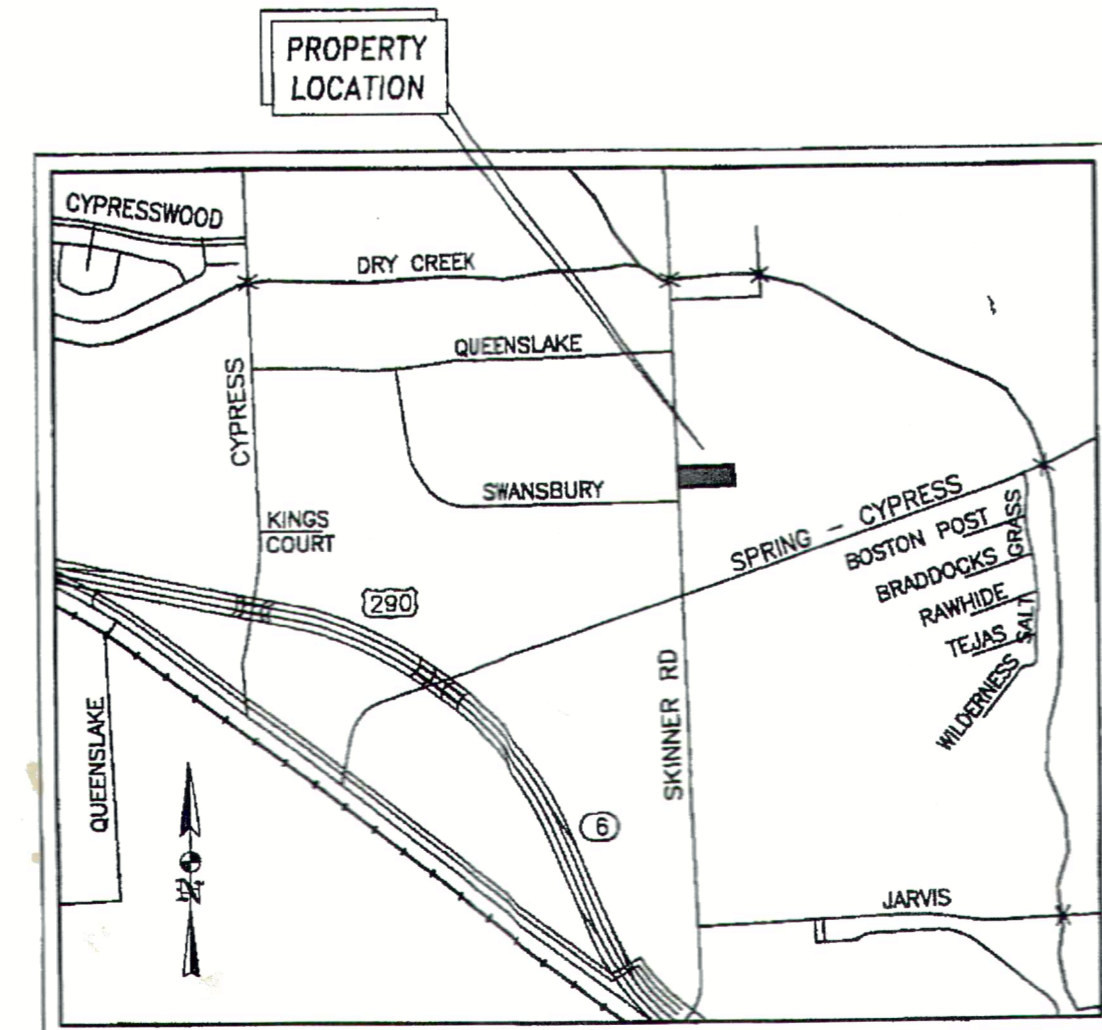 PROPERTY
LOCATION
CYPRESSWOOD
DRY CREEK
QUEENSLAKE
CYPRESS
SWANSBURY
KINGS
COURT
SPRING - CYPRESS
BOSTON POST
BRADDOCKS
RAWHIDE
TEJAS
WILDERNESS
SALT GRASS
290
QUEENSLAKE
SKINNER RD
6
JARVIS
N